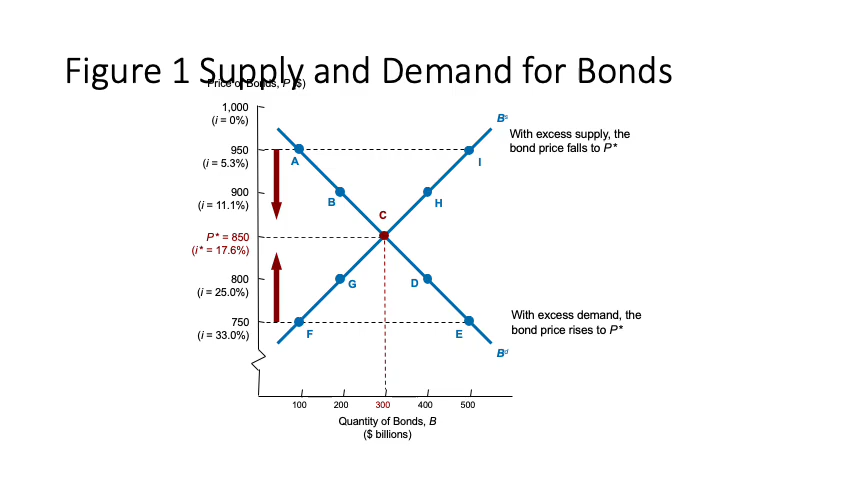 Figure 1 Supply and Demand for Bonds
Price of Bonds, P ($)
1,000
(i = 0%)
Bs
With excess supply, the
bond price falls to P*
950
(i = 5.3%)
A
I
900
(i = 11.1%)
B
H
C
P* = 850
(i* = 17.6%)
800
(i = 25.0%)
G
D
With excess demand, the
bond price rises to P*
750
(i = 33.0%)
F
E
Bd
100 200 300 400 500
Quantity of Bonds, B
($ billions)